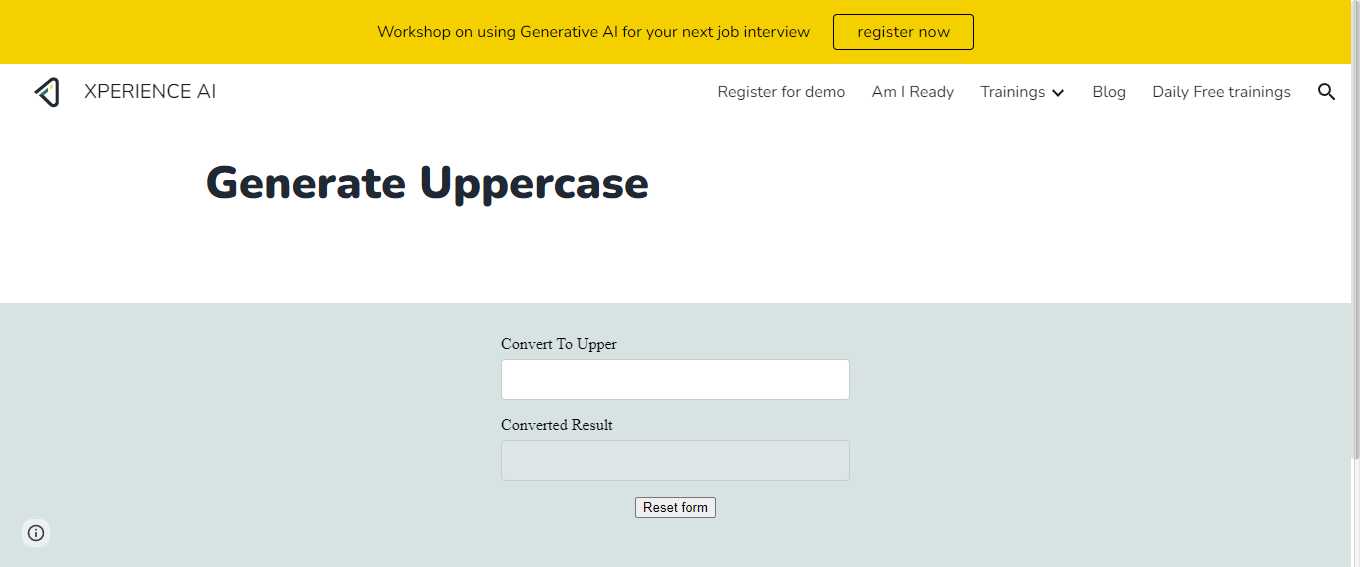 Workshop on using Generative AI for your next job interview register now
XPERIENCE AI Register for demo Am I Ready Trainings Blog Daily Free trainings
Generate Uppercase
Convert To Upper
Converted Result
Reset form